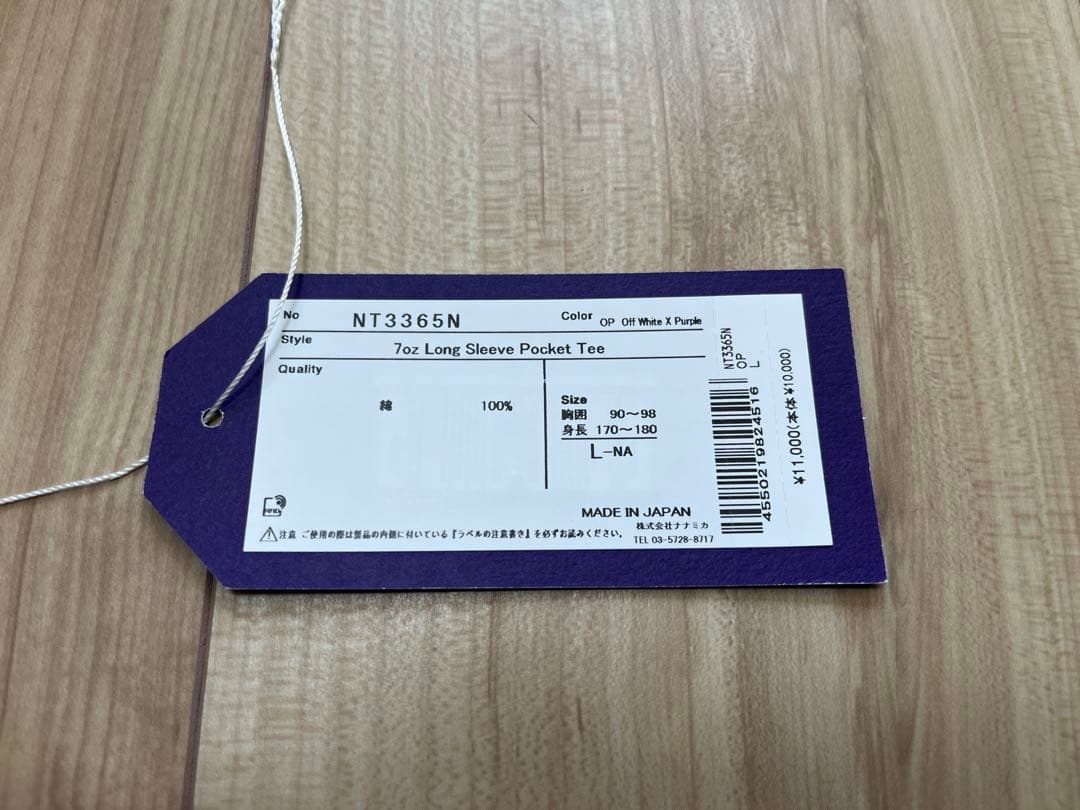 No NT3365N Color OP Off White X Purple
Style 7oz Long Sleeve Pocket Tee
Quality
綿 100%
Size
胸囲 90～98
身長 170～180
L-NA
MADE IN JAPAN
株式会社ナナミカ
TEL 03-5728-8717
⚠注意 ご使用の際は製品の内側に付いている『ラベルの注意書き』を必ずお読みください。
NT3365N
OP L
4550219824516
¥11,000(本体¥10,000)